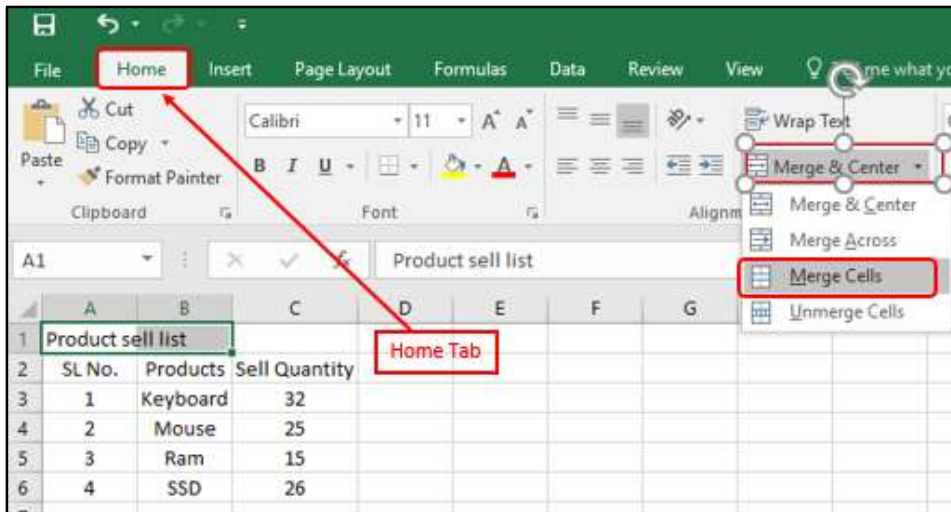 File Home Insert Page Layout Formulas Data Review View me what yo
Cut
Copy
Format Painter
Paste
Calibri 11 A A
B I U A
Wrap Text
Merge & Center
Clipboard Font Alignm
Merge & Center
Merge Across
Merge Cells
Unmerge Cells
A1 fx Product sell list
A B C D E F G
1 Product sell list
Home Tab
2 SL No. Products Sell Quantity
3 1 Keyboard 32
4 2 Mouse 25
5 3 Ram 15
6 4 SSD 26